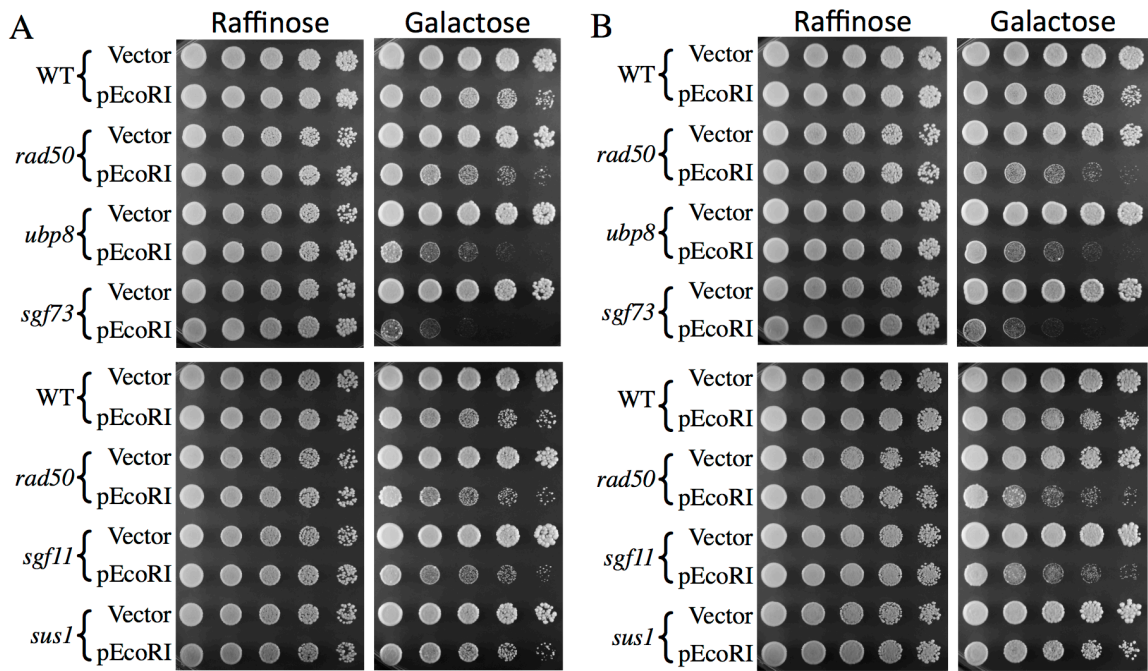 A
Raffinose
Galactose
WT
Vector
pEcoRI
rad50
Vector
pEcoRI
ubp8
Vector
pEcoRI
sgf73
Vector
pEcoRI
WT
Vector
pEcoRI
rad50
Vector
pEcoRI
sgf11
Vector
pEcoRI
sus1
Vector
pEcoRI
B
Raffinose
Galactose
WT
Vector
pEcoRI
rad50
Vector
pEcoRI
ubp8
Vector
pEcoRI
sgf73
Vector
pEcoRI
WT
Vector
pEcoRI
rad50
Vector
pEcoRI
sgf11
Vector
pEcoRI
sus1
Vector
pEcoRI